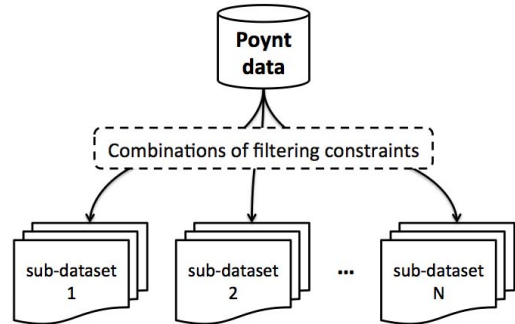 Poynt
data
Combinations of filtering constraints
sub-dataset
1
sub-dataset
2
...
sub-dataset
N